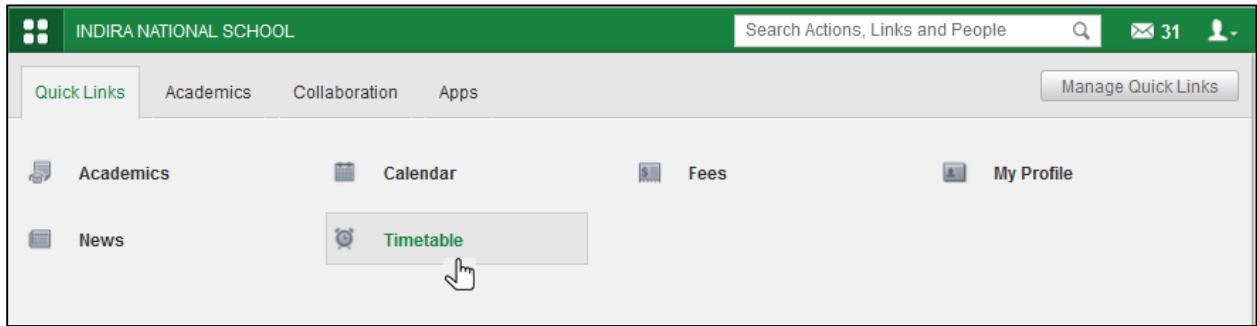 INDIRA NATIONAL SCHOOL
Search Actions, Links and People
31
Quick Links
Academics
Collaboration
Apps
Manage Quick Links
Academics
Calendar
Fees
My Profile
News
Timetable